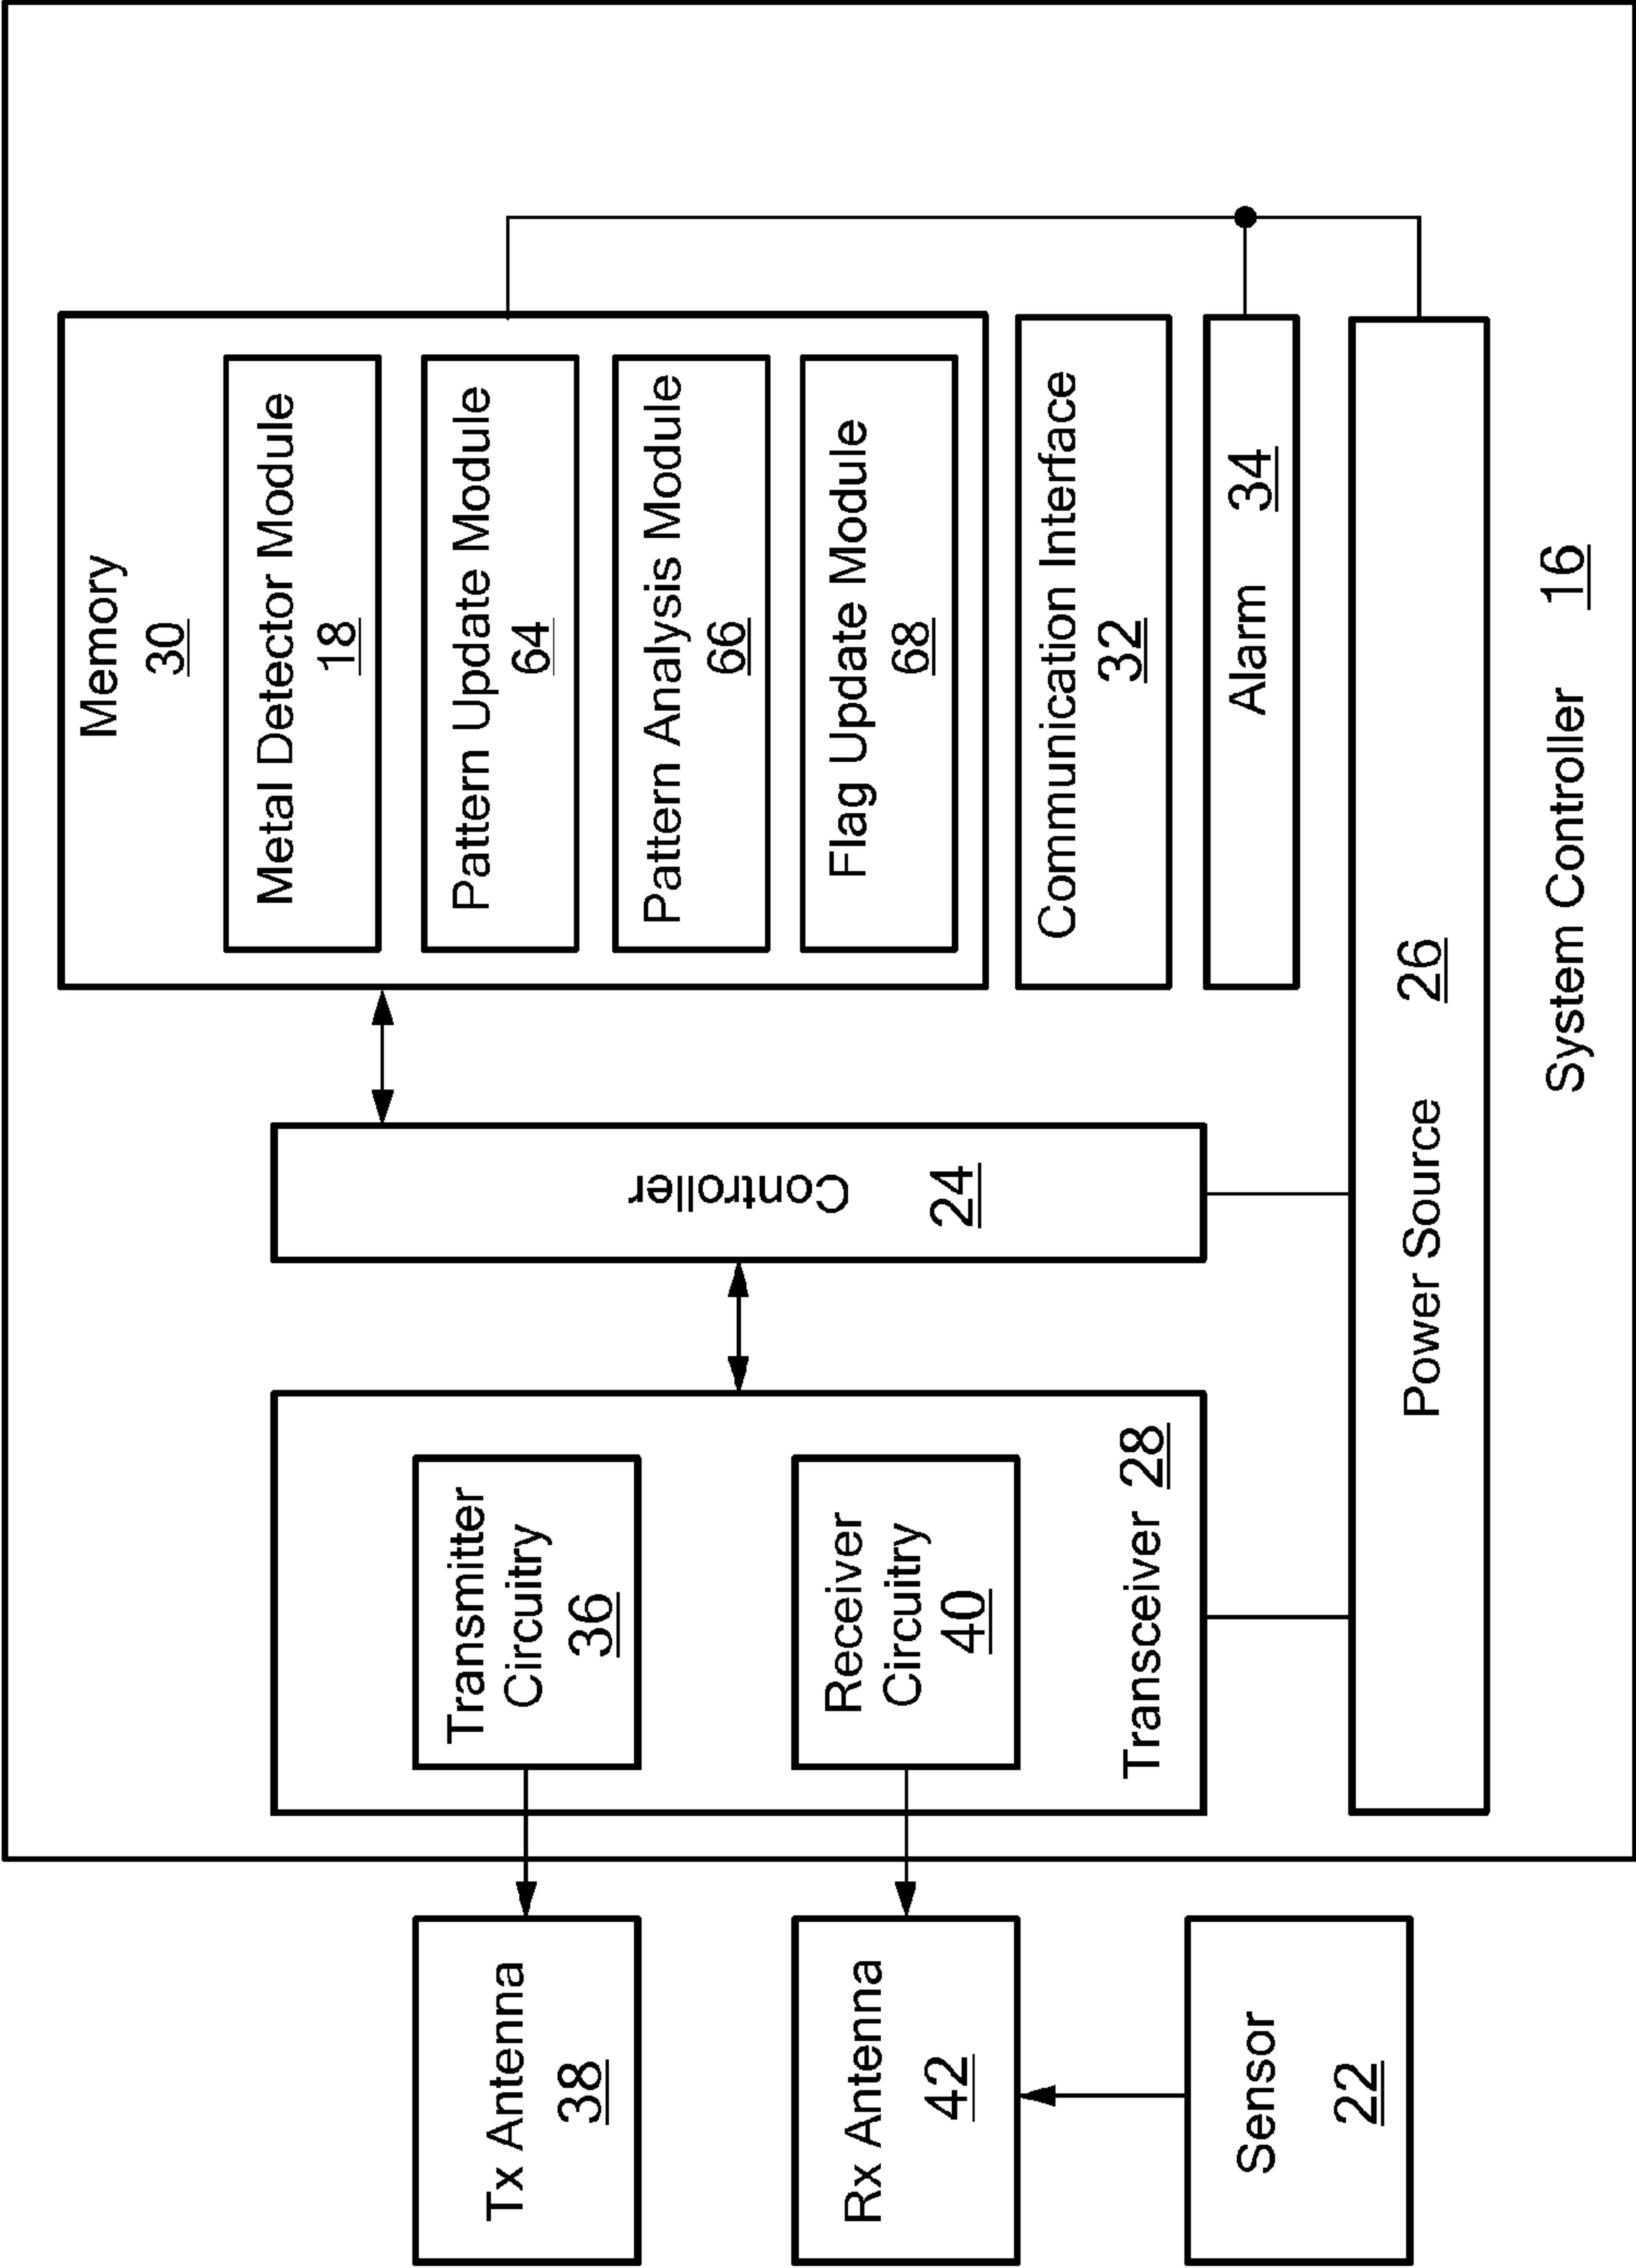 Tx Antenna
38
Rx Antenna
42
Sensor
22
Transmitter
Circuitry
36
Receiver
Circuitry
40
Transceiver 28
Controller
24
Memory
30
Metal Detector Module
18
Pattern Update Module
64
Pattern Analysis Module
66
Flag Update Module
68
Communication Interface
32
Alarm 34
Power Source 26
System Controller 16